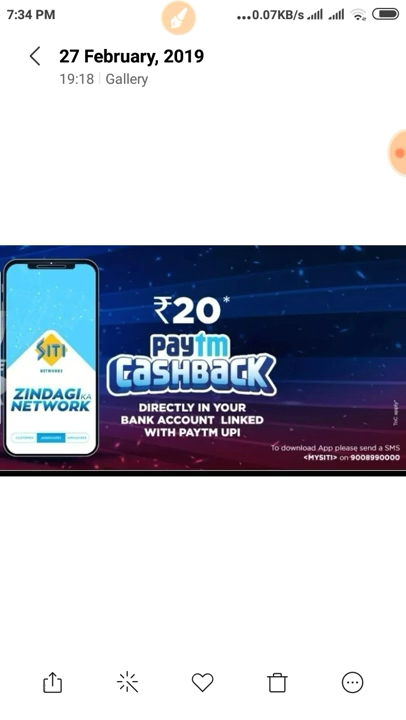 7:34 PM
...0.07KB/s
27 February, 2019
19:18 | Gallery
SITI
NETWORKS
ZINDAGI KA
NETWORK
₹20*
paytm
CASHBACK
DIRECTLY IN YOUR
BANK ACCOUNT LINKED
WITH PAYTM UPI
T&C apply*
To download App please send a SMS
<MYSITI> on 9008990000